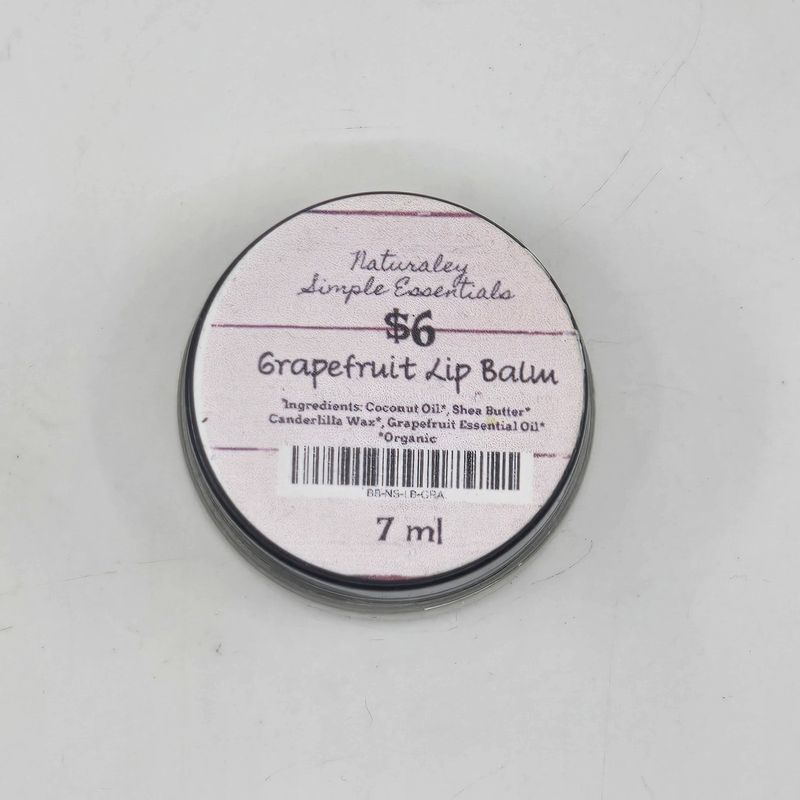 Naturaley
Simple Essentials
$6
Grapefruit Lip Balm
Ingredients: Coconut Oil*, Shea Butter*
Canderlilla Wax*, Grapefruit Essential Oil*
*Organic
BB-NS-LB-GRA
7 ml